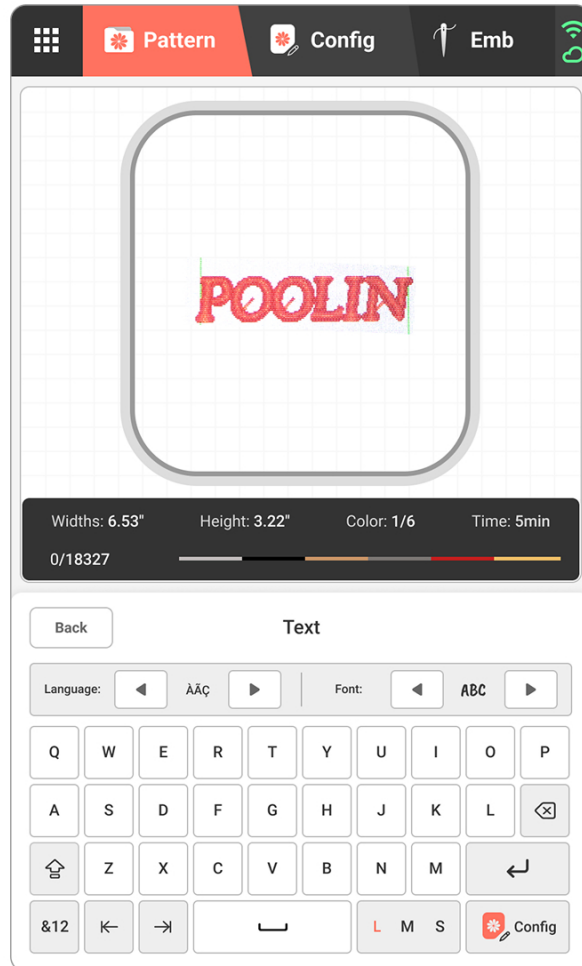 Pattern Config Emb
POOLIN
Widths: 6.53" Height: 3.22" Color: 1/6 Time: 5min
0/18327
Back Text
Language: ÀÃÇ Font: ABC
Q W E R T Y U I O P
A S D F G H J K L
Z X C V B N M
&12 L M S Config